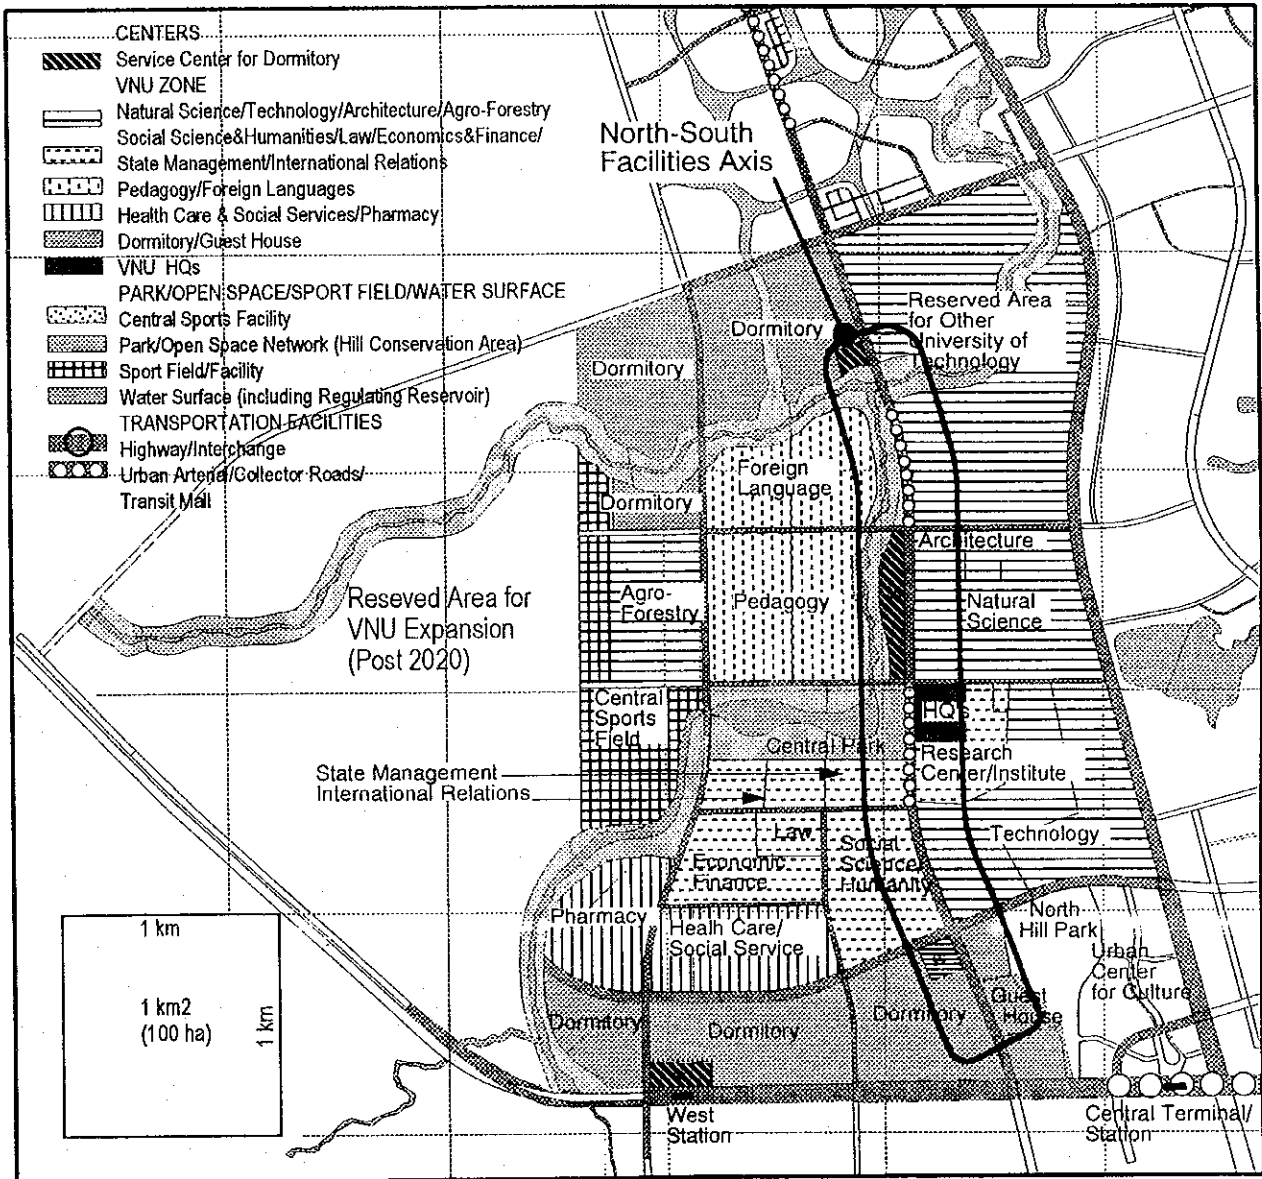 CENTERS
Service Center for Dormitory
VNU ZONE
Natural Science/Technology/Architecture/Agro-Forestry
Social Science&Humanities/Law/Economics&Finance/
State Management/International Relations
Pedagogy/Foreign Languages
Health Care & Social Services/Pharmacy
Dormitory/Guest House
VNU HQs
PARK/OPEN SPACE/SPORT FIELD/WATER SURFACE
Central Sports Facility
Park/Open Space Network (Hill Conservation Area)
Sport Field/Facility
Water Surface (including Regulating Reservoir)
TRANSPORTATION FACILITIES
Highway/Interchange
Urban Arterial/Collector Roads/
Transit Mall
North-South
Facilities Axis
Reserved Area
for Other
University of
Technology
Dormitory
Dormitory
Foreign
Language
Dormitory
Architecture
Agro-
Forestry
Pedagogy
Natural
Science
Reseved Area for
VNU Expansion
(Post 2020)
Central
Sports
Field
HQ's
Central Park
Research
Center/Institute
State Management
International Relations
Law
Economic
Finance
Social
Science/
Humanity
Technology
Pharmacy
Healh Care/
Social Service
North
Hill Park
Urban
Center
for Culture
Guest
House
Dormitory
Dormitory
Dormitory
1 km
1 km2
(100 ha)
1 km
West
Station
Central Terminal/
Station